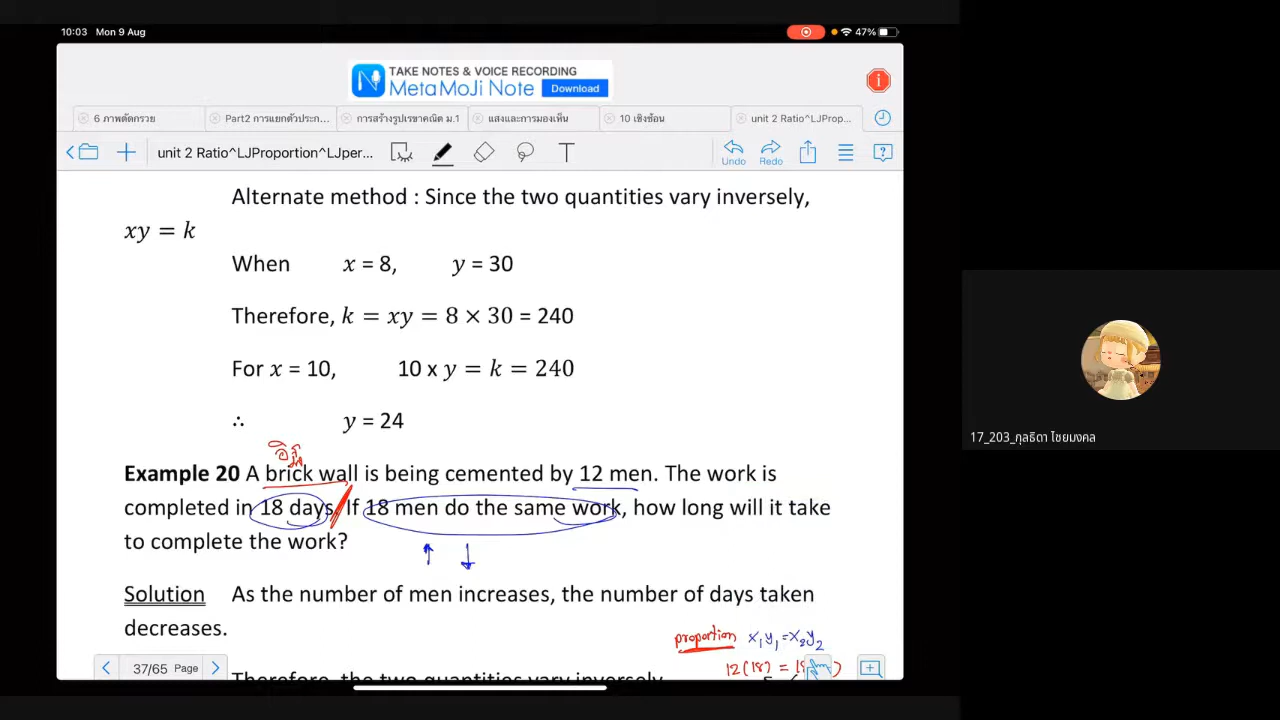 10:03 Mon 9 Aug 47%
TAKE NOTES & VOICE RECORDING
MetaMoJi Note Download
6 ภาพตัดกรวย Part2 การแยกตัวประก... การสร้างรูปเรขาคณิต ม.1 แสงและการมองเห็น 10 เชิงซ้อน unit 2 Ratio^LJProp...
unit 2 Ratio^LJProportion^LJper... T Undo Redo
Alternate method : Since the two quantities vary inversely,
xy = k
When x = 8, y = 30
Therefore, k = xy = 8 × 30 = 240
For x = 10, 10 x y = k = 240
∴ y = 24
อิฐ
Example 20 A brick wall is being cemented by 12 men. The work is
completed in 18 days. If 18 men do the same work, how long will it take
to complete the work?
Solution As the number of men increases, the number of days taken
decreases.
proportion x₁y₁=x₂y₂
12(18) =
37/65 Page
Therefore, the two quantities vary inversely
17_203_กุลธิดา ไชยมงคล